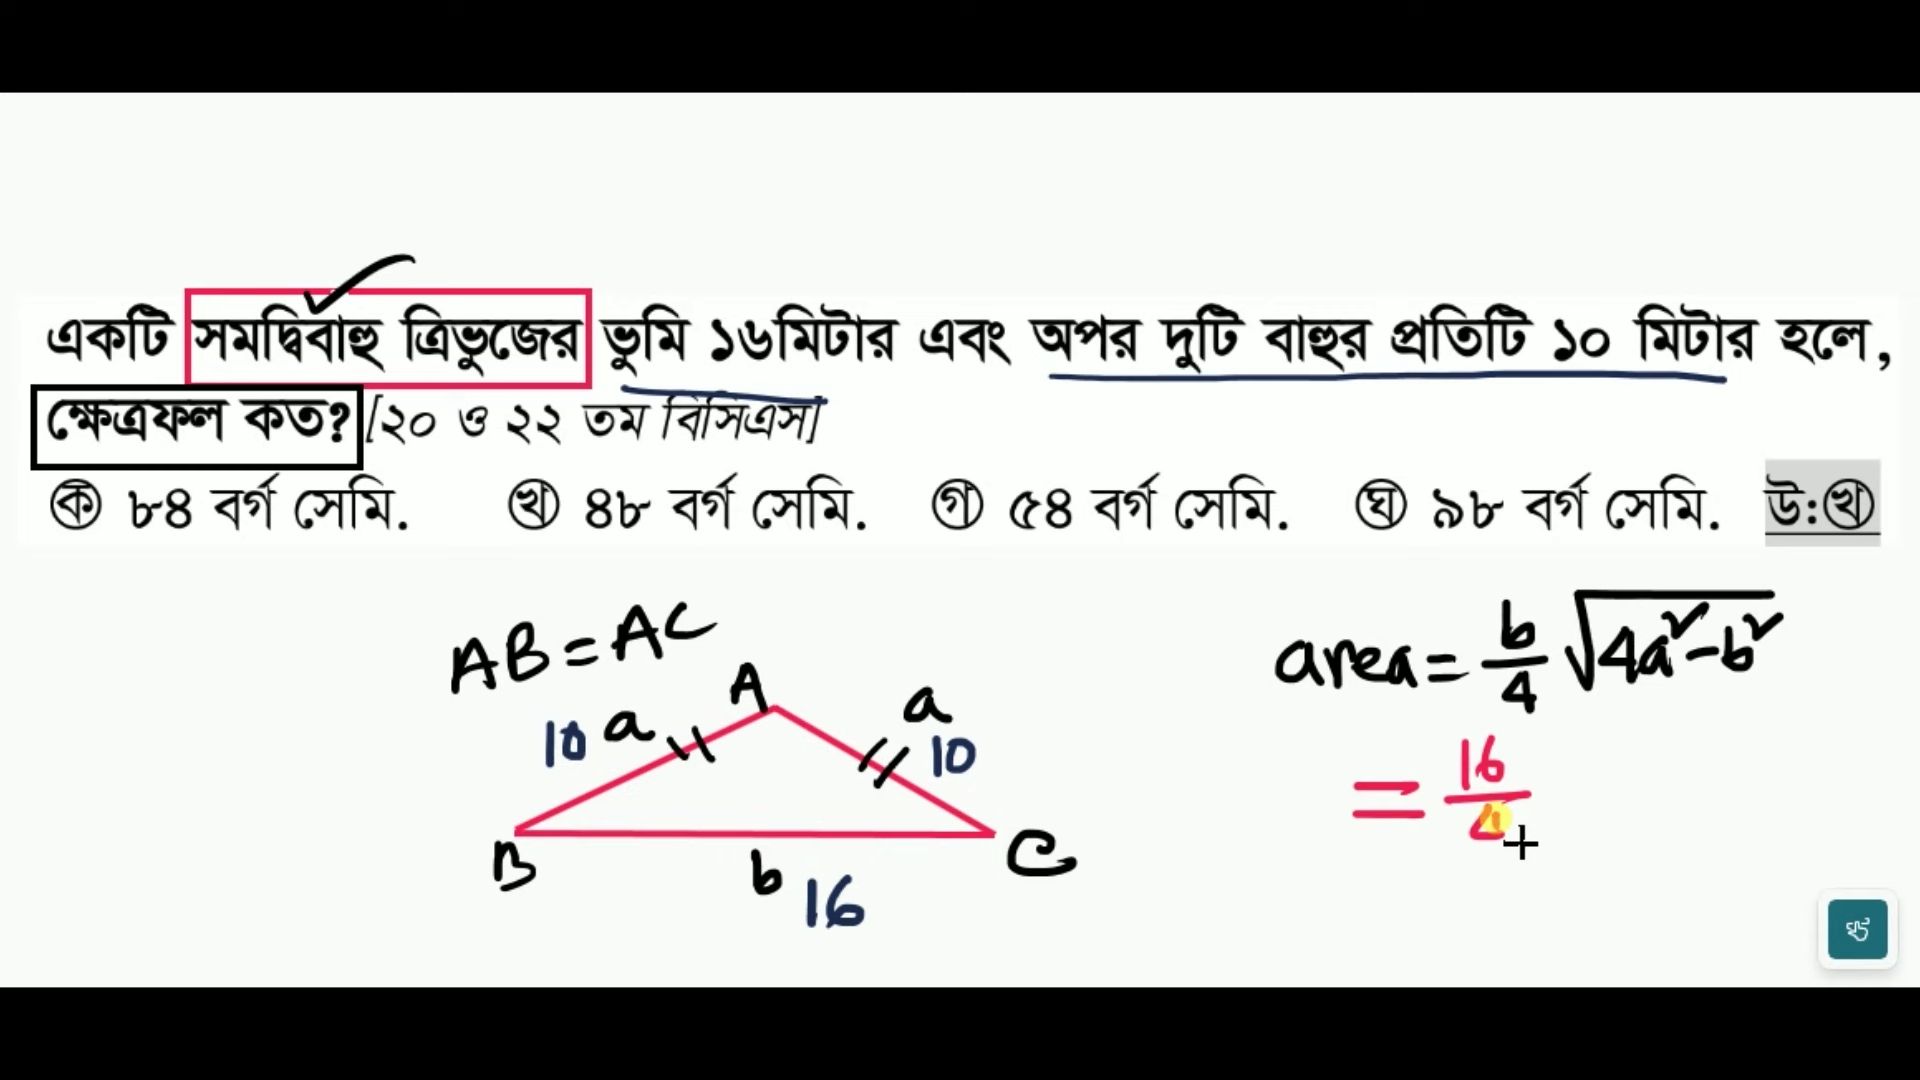 একটি সমদ্বিবাহু ত্রিভুজের ভুমি ১৬মিটার এবং অপর দুটি বাহুর প্রতিটি ১০ মিটার হলে,
ক্ষেত্রফল কত? [২০ ও ২২ তম বিসিএস]
ⓚ ৮৪ বর্গ সেমি. খ ৪৮ বর্গ সেমি. গ ৫৪ বর্গ সেমি. ঘ ৯৮ বর্গ সেমি. উ:খ
AB = AC
area = b/4 √4a²-b²
A
10 a
a 10
= 16/4
B
C
b 16